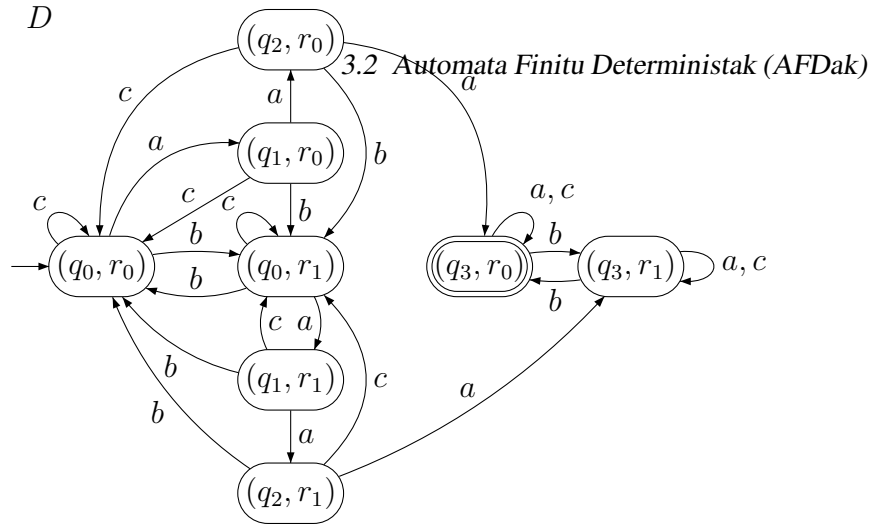 D
(q₂, r₀)
3.2 Automata Finitu Deterministak (AFDak)
a
c
a
a
(q₁, r₀)
b
c
c
c
b
a, c
b
b
(q₀, r₀)
(q₀, r₁)
(q₃, r₀)
(q₃, r₁)
a, c
b
b
c
a
b
(q₁, r₁)
c
a
b
a
(q₂, r₁)